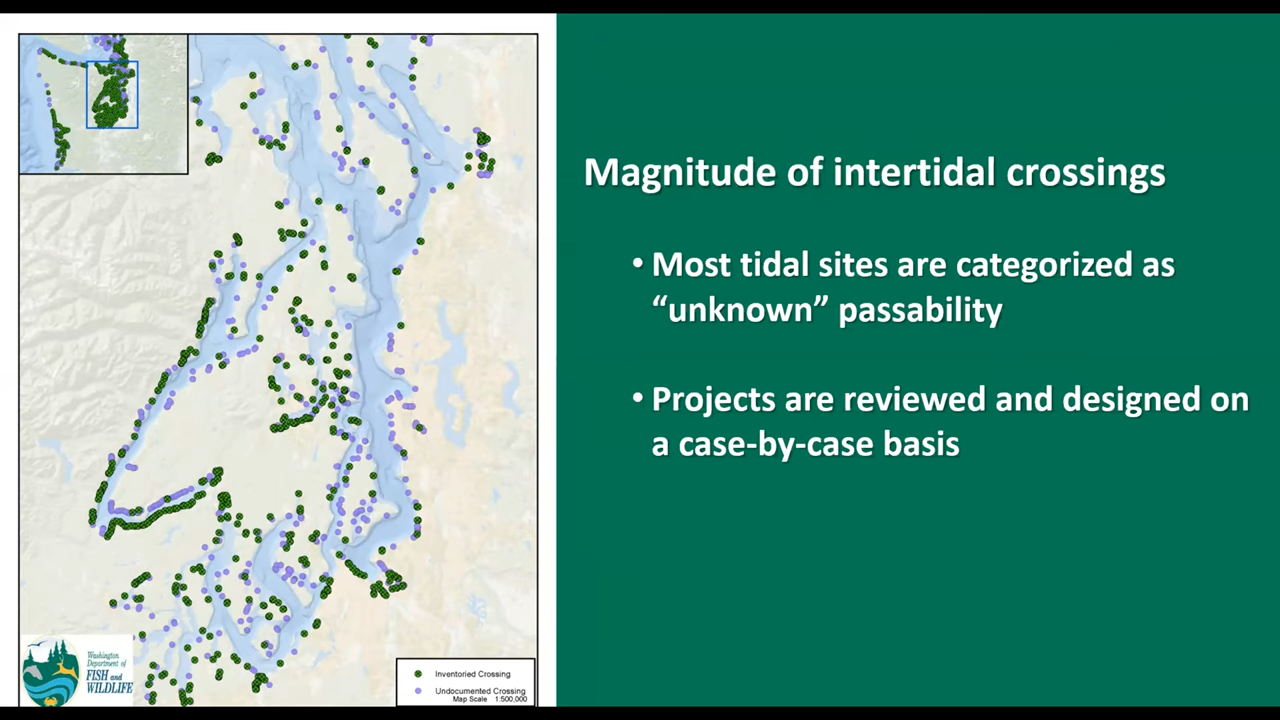 Magnitude of intertidal crossings
• Most tidal sites are categorized as
“unknown” passability
• Projects are reviewed and designed on
a case-by-case basis
Washington
Department of
FISH and
WILDLIFE
Inventoried Crossing
Undocumented Crossing
Map Scale 1:500,000